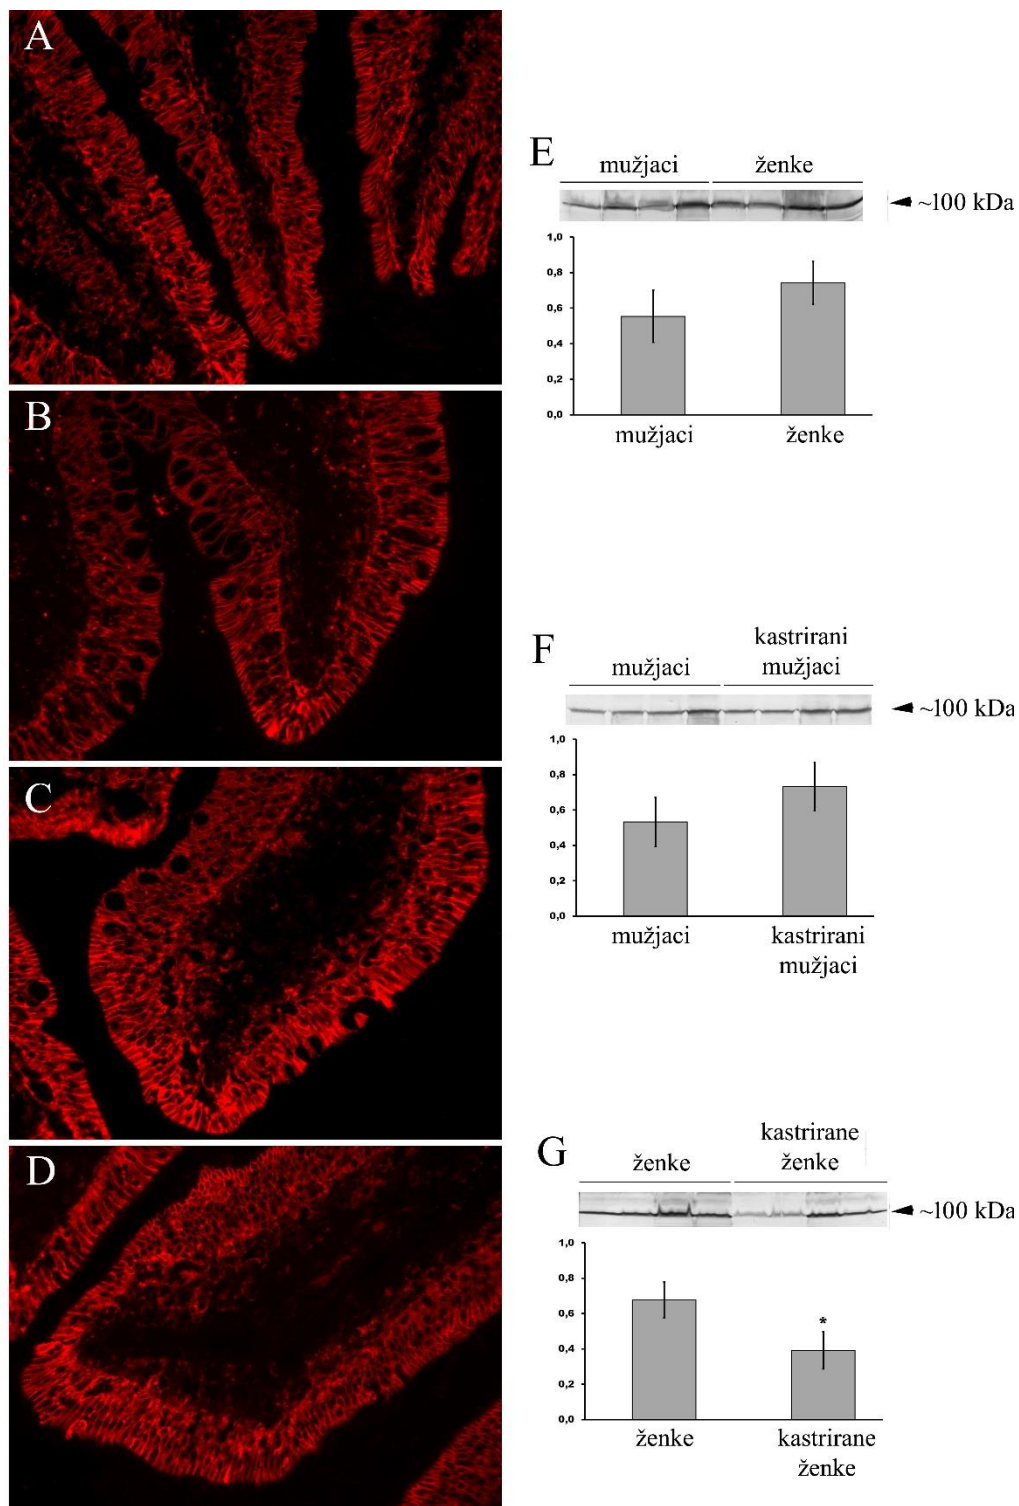 A
B
C
D
E
mužjaci ženke
~100 kDa
1,0
0,8
0,6
0,4
0,2
0,0
mužjaci ženke
F
mužjaci kastrirani
mužjaci
~100 kDa
1,0
0,8
0,6
0,4
0,2
0,0
mužjaci kastrirani
mužjaci
G
ženke kastrirane
ženke
~100 kDa
1,0
0,8
0,6
0,4
0,2
0,0
*
ženke kastrirane
ženke